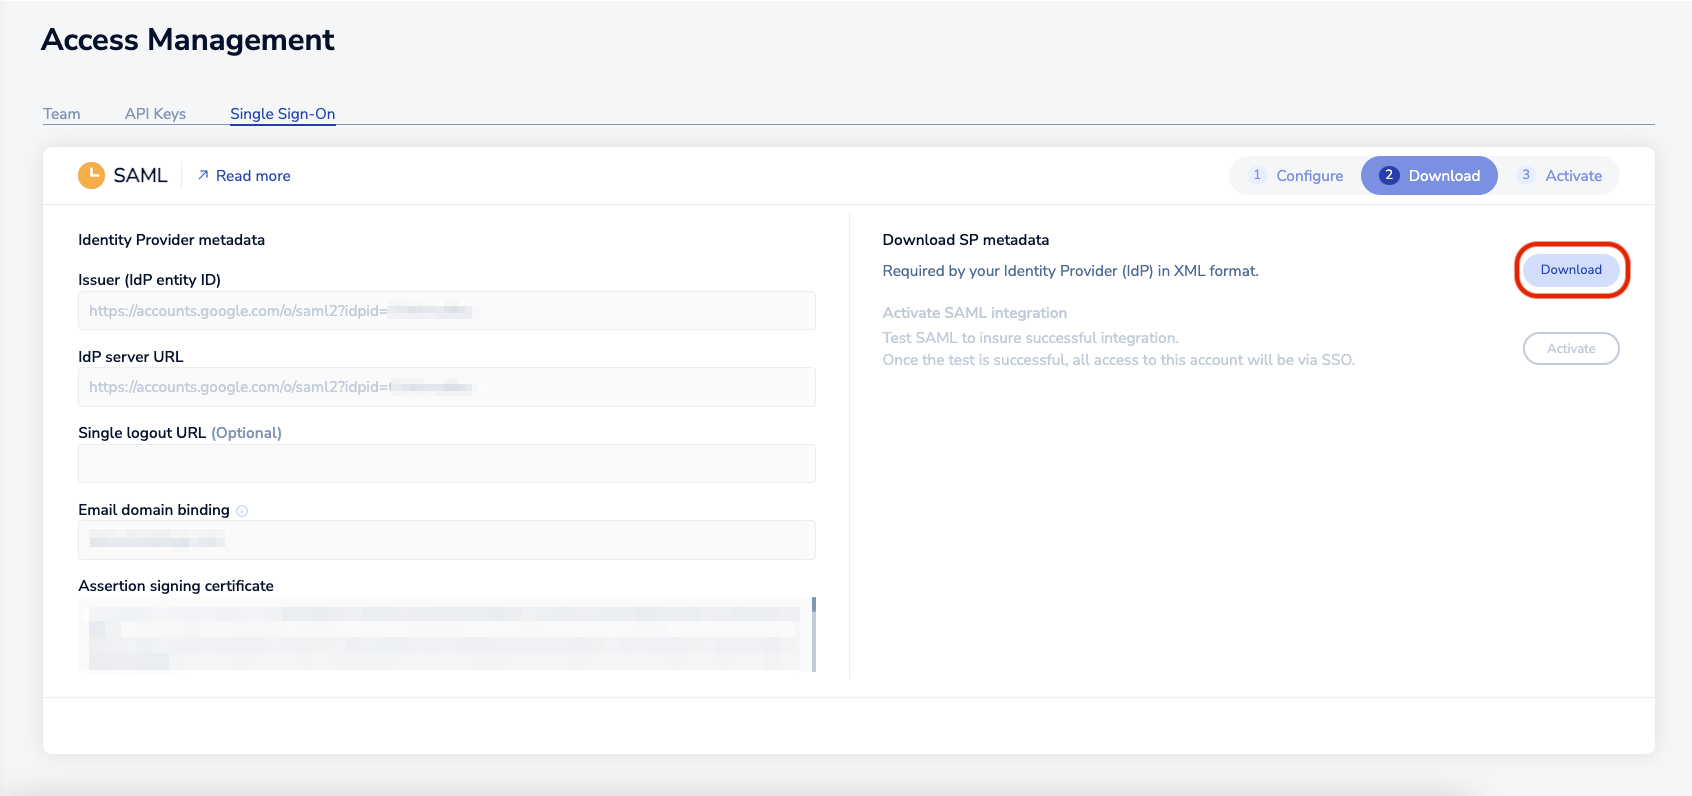 Access Management
Team
API Keys
Single Sign-On
SAML
Read more
1 Configure
2 Download
3 Activate
Identity Provider metadata
Issuer (IdP entity ID)
https://accounts.google.com/o/saml2?idpid=
IdP server URL
https://accounts.google.com/o/saml2?idpid=
Single logout URL (Optional)
Email domain binding
Assertion signing certificate
Download SP metadata
Required by your Identity Provider (IdP) in XML format.
Download
Activate SAML integration
Test SAML to insure successful integration.
Once the test is successful, all access to this account will be via SSO.
Activate